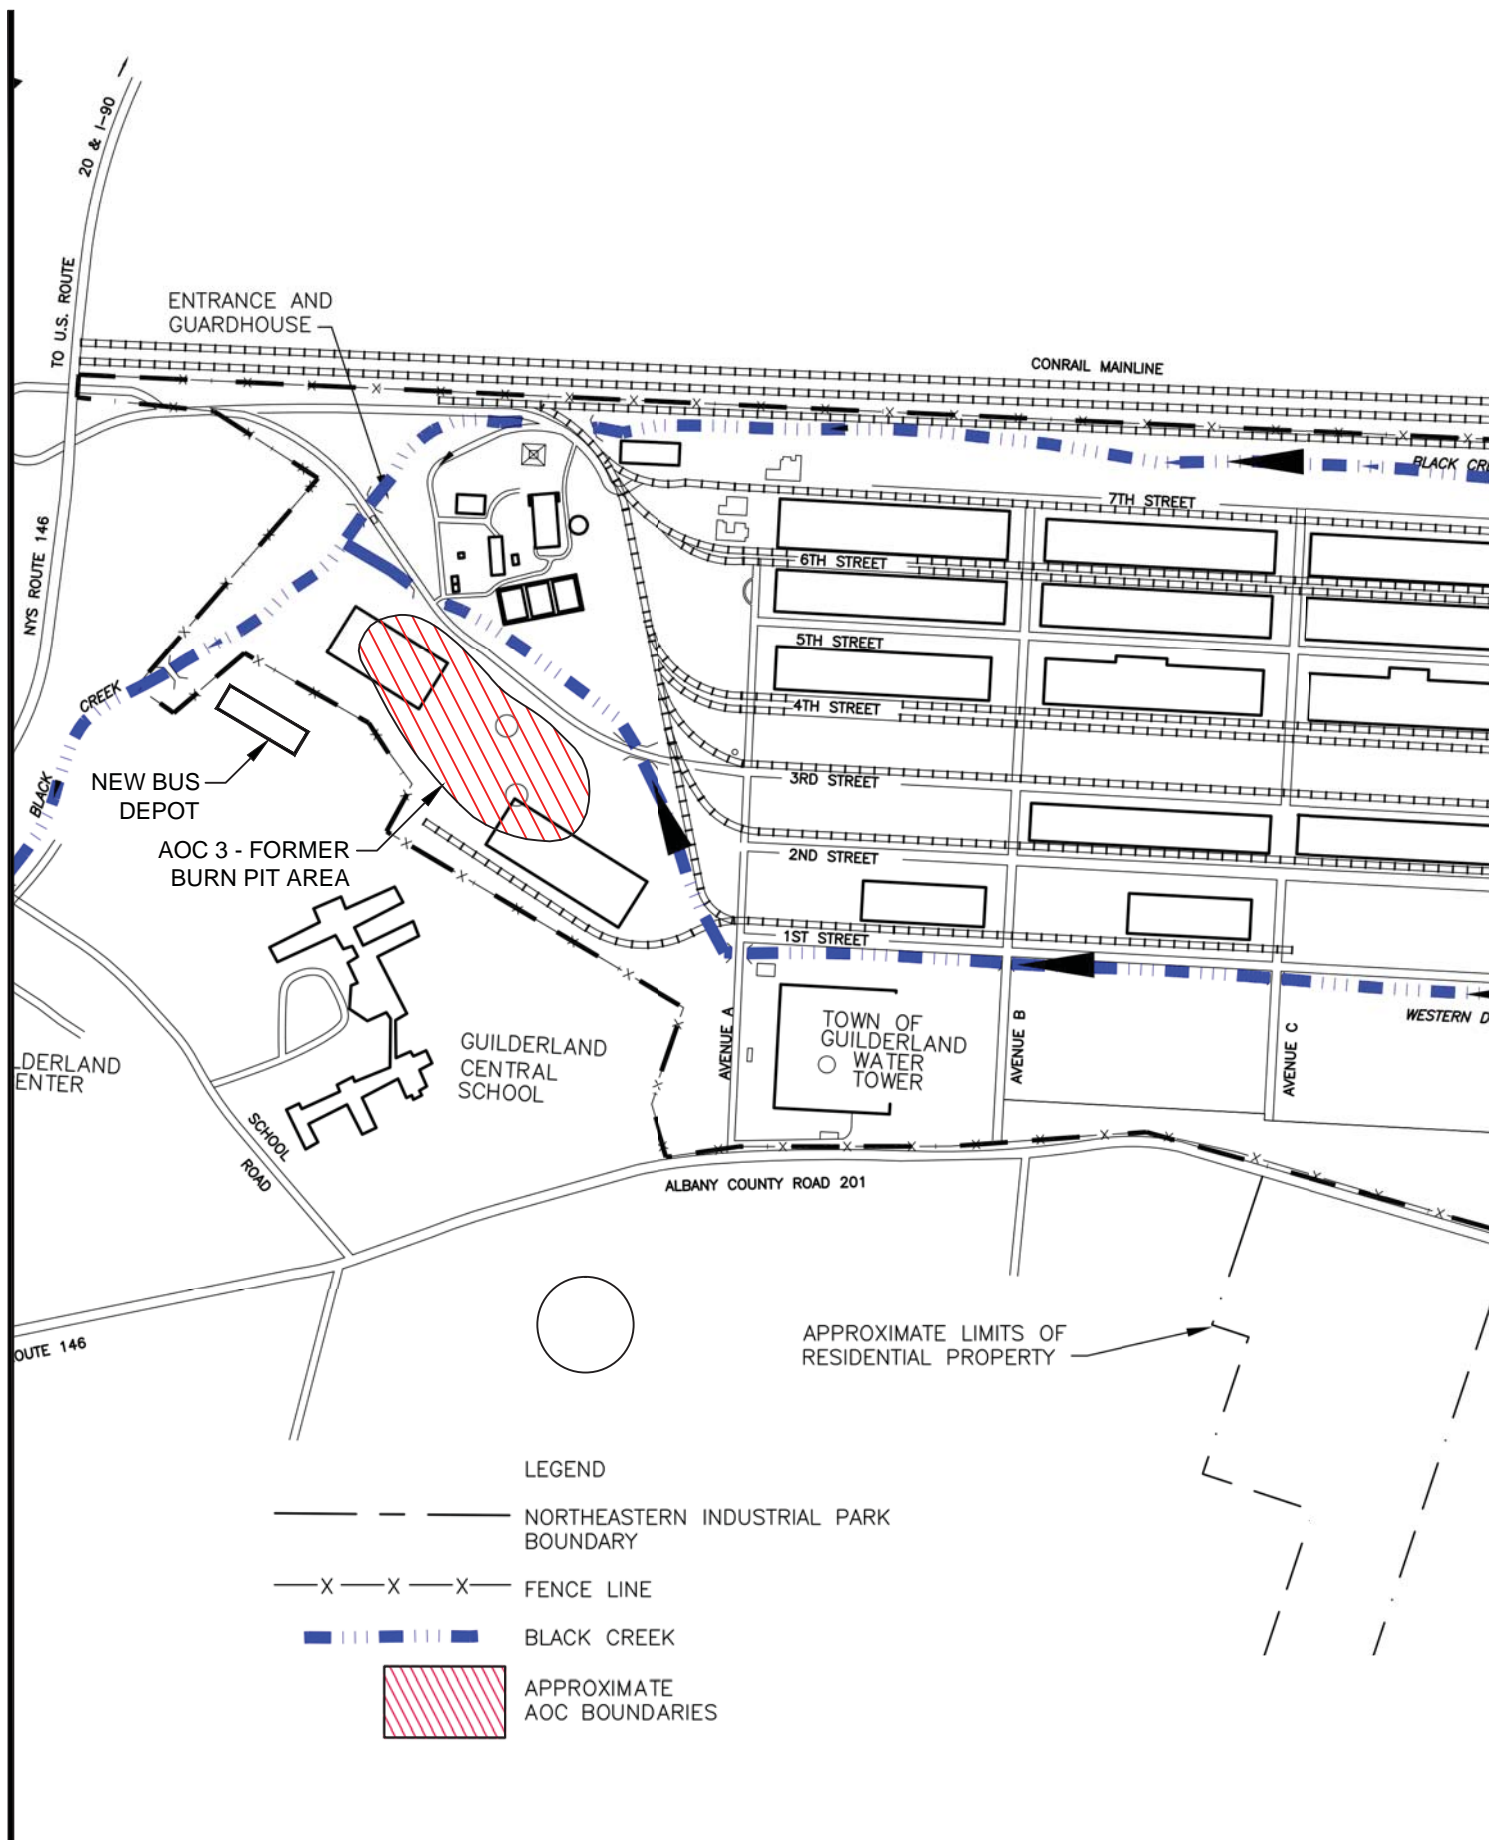 20 & I-90
TO U.S. ROUTE
ENTRANCE AND
GUARDHOUSE
CONRAIL MAINLINE
BLACK CRE
7TH STREET
NYS ROUTE 146
6TH STREET
5TH STREET
CREEK
4TH STREET
BLACK
NEW BUS
DEPOT
3RD STREET
AOC 3 - FORMER
BURN PIT AREA
2ND STREET
1ST STREET
WESTERN D
AVENUE A
TOWN OF
GUILDERLAND
WATER
TOWER
AVENUE B
AVENUE C
GUILDERLAND
CENTRAL
SCHOOL
LDERLAND
ENTER
SCHOOL
ROAD
ALBANY COUNTY ROAD 201
OUTE 146
APPROXIMATE LIMITS OF
RESIDENTIAL PROPERTY
LEGEND
NORTHEASTERN INDUSTRIAL PARK
BOUNDARY
X X X FENCE LINE
BLACK CREEK
APPROXIMATE
AOC BOUNDARIES